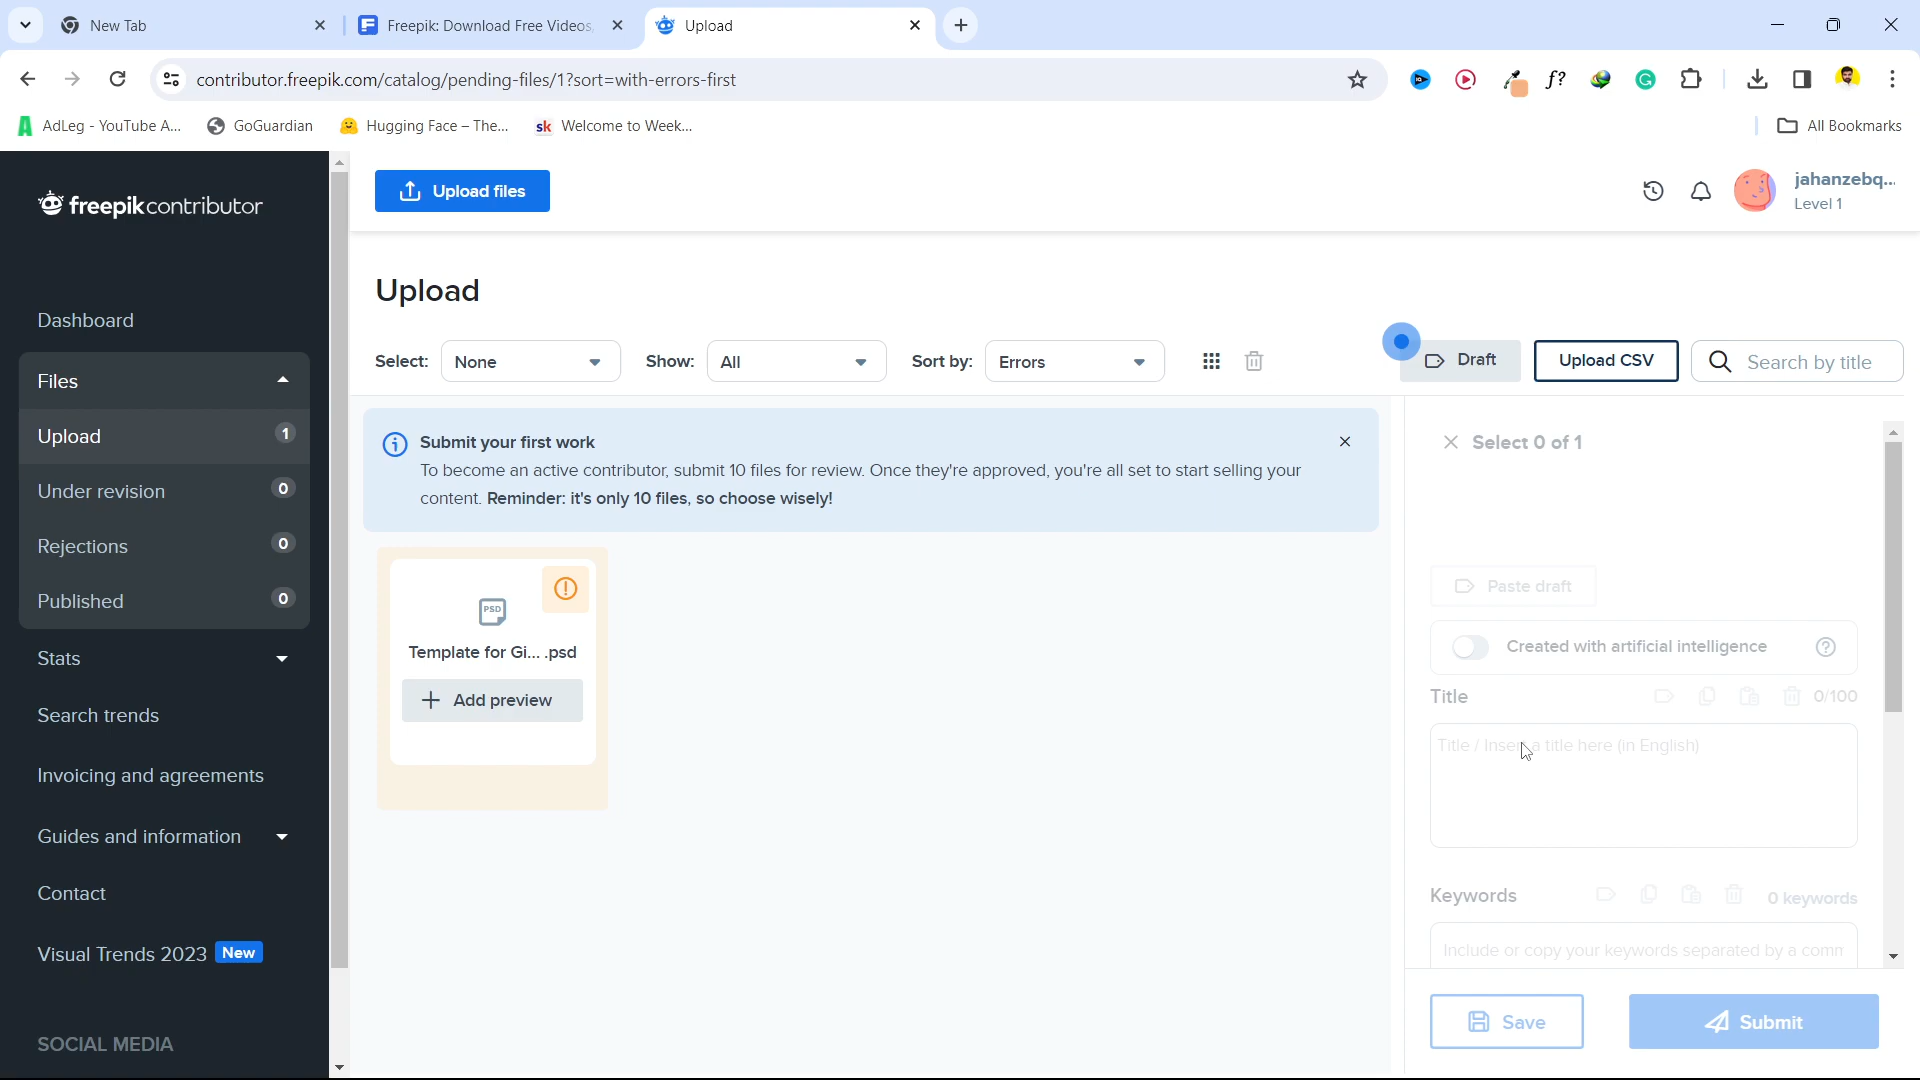 New Tab
Freepik: Download Free Videos,
Upload
contributor.freepik.com/catalog/pending-files/1?sort=with-errors-first
f?
AdLeg - YouTube A...
GoGuardian
Hugging Face – The...
sk Welcome to Week...
All Bookmarks
freepik contributor
Dashboard
Files
Upload 1
Under revision 0
Rejections 0
Published 0
Stats
Search trends
Invoicing and agreements
Guides and information
Contact
Visual Trends 2023 New
SOCIAL MEDIA
Upload files
jahanzebq...
Level 1
Upload
Select: None Show: All Sort by: Errors
Draft
Upload CSV
Search by title
Submit your first work
To become an active contributor, submit 10 files for review. Once they're approved, you're all set to start selling your
content. Reminder: it's only 10 files, so choose wisely!
PSD
Template for Gi... .psd
Add preview
Select 0 of 1
Paste draft
Created with artificial intelligence
Title 0/100
Title / Insert a title here (in English)
Keywords 0 keywords
Include or copy your keywords separated by a comm
Save
Submit